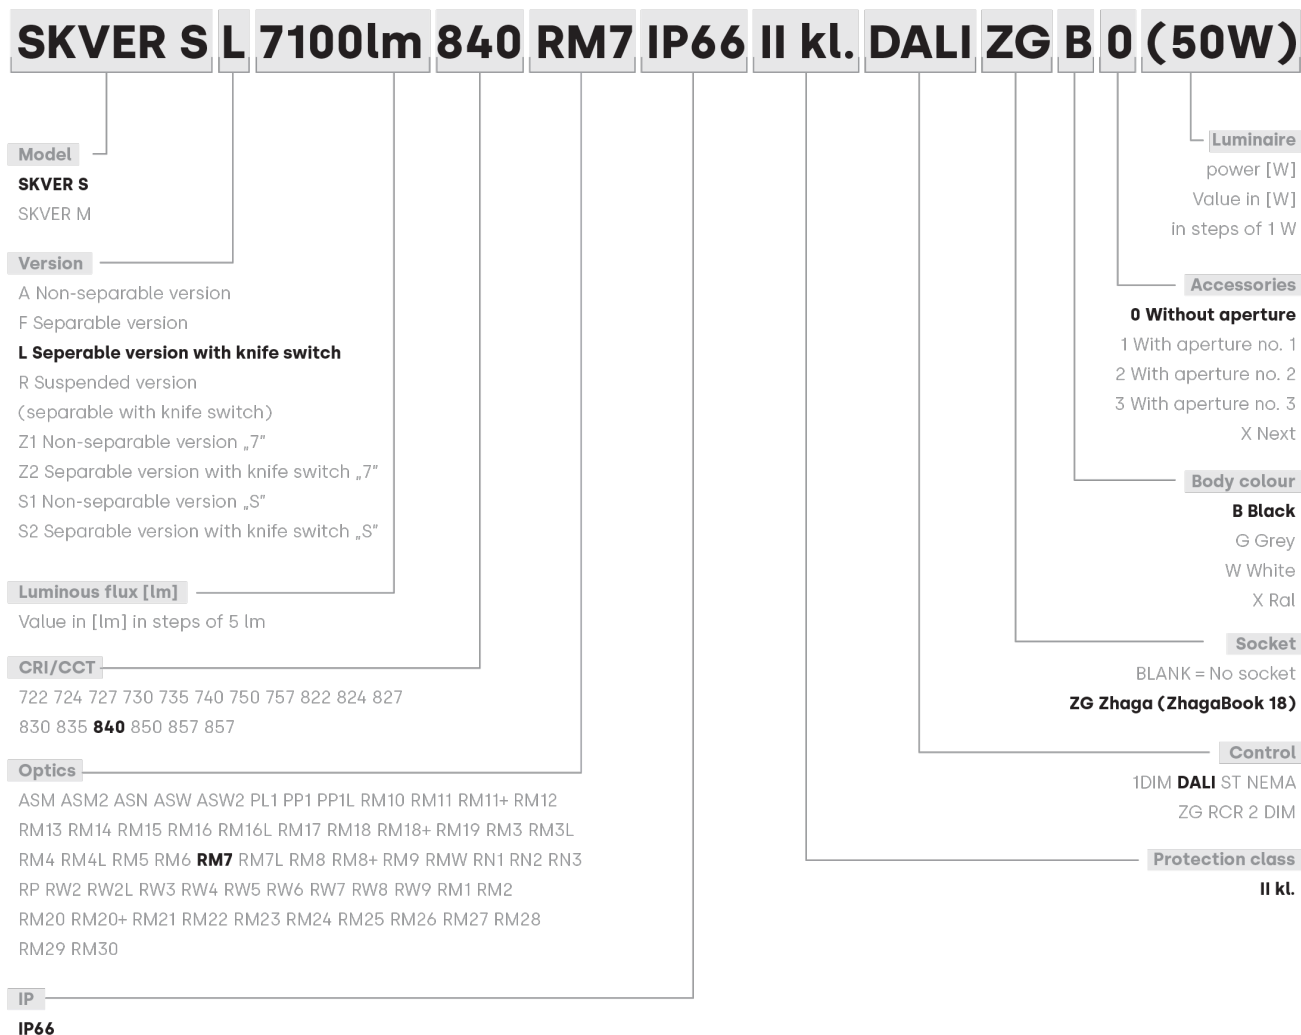 SKVER S L 7100lm 840 RM7 IP66 II kl. DALI ZG B 0 (50W)
Model
SKVER S
SKVER M
Version
A Non-separable version
F Separable version
L Seperable version with knife switch
R Suspended version
(separable with knife switch)
Z1 Non-separable version „7”
Z2 Separable version with knife switch „7”
S1 Non-separable version „S”
S2 Separable version with knife switch „S”
Luminous flux [lm]
Value in [lm] in steps of 5 lm
CRI/CCT
722 724 727 730 735 740 750 757 822 824 827
830 835 840 850 857 857
Optics
ASM ASM2 ASN ASW ASW2 PL1 PP1 PP1L RM10 RM11 RM11+ RM12
RM13 RM14 RM15 RM16 RM16L RM17 RM18 RM18+ RM19 RM3 RM3L
RM4 RM4L RM5 RM6 RM7 RM7L RM8 RM8+ RM9 RMW RN1 RN2 RN3
RP RW2 RW2L RW3 RW4 RW5 RW6 RW7 RW8 RW9 RM1 RM2
RM20 RM20+ RM21 RM22 RM23 RM24 RM25 RM26 RM27 RM28
RM29 RM30
IP
IP66
Luminaire
power [W]
Value in [W]
in steps of 1 W
Accessories
0 Without aperture
1 With aperture no. 1
2 With aperture no. 2
3 With aperture no. 3
X Next
Body colour
B Black
G Grey
W White
X Ral
Socket
BLANK = No socket
ZG Zhaga (ZhagaBook 18)
Control
1DIM DALI ST NEMA
ZG RCR 2 DIM
Protection class
II kl.